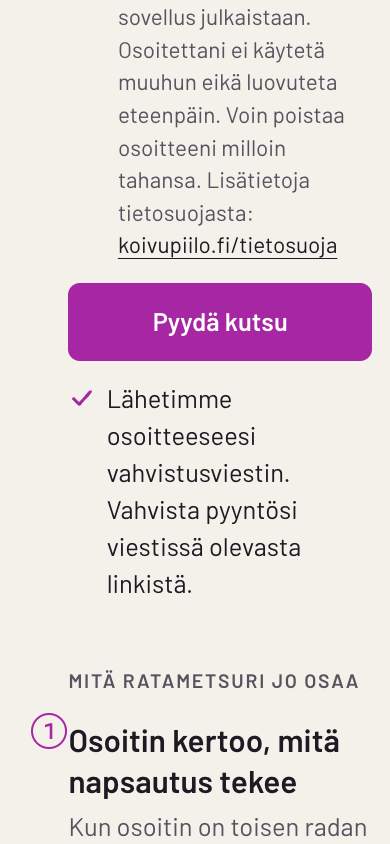 sovellus julkaistaan.
Osoitettani ei käytetä
muuhun eikä luovuteta
eteenpäin. Voin poistaa
osoitteeni milloin
tahansa. Lisätietoja
tietosuojasta:
koivupiilo.fi/tietosuoja
Pyydä kutsu
Lähetimme
osoitteeseesi
vahvistusviestin.
Vahvista pyyntösi
viestissä olevasta
linkistä.
MITÄ RATAMETSURI JO OSAA
1 Osoitin kertoo, mitä
napsautus tekee
Kun osoitin on toisen radan